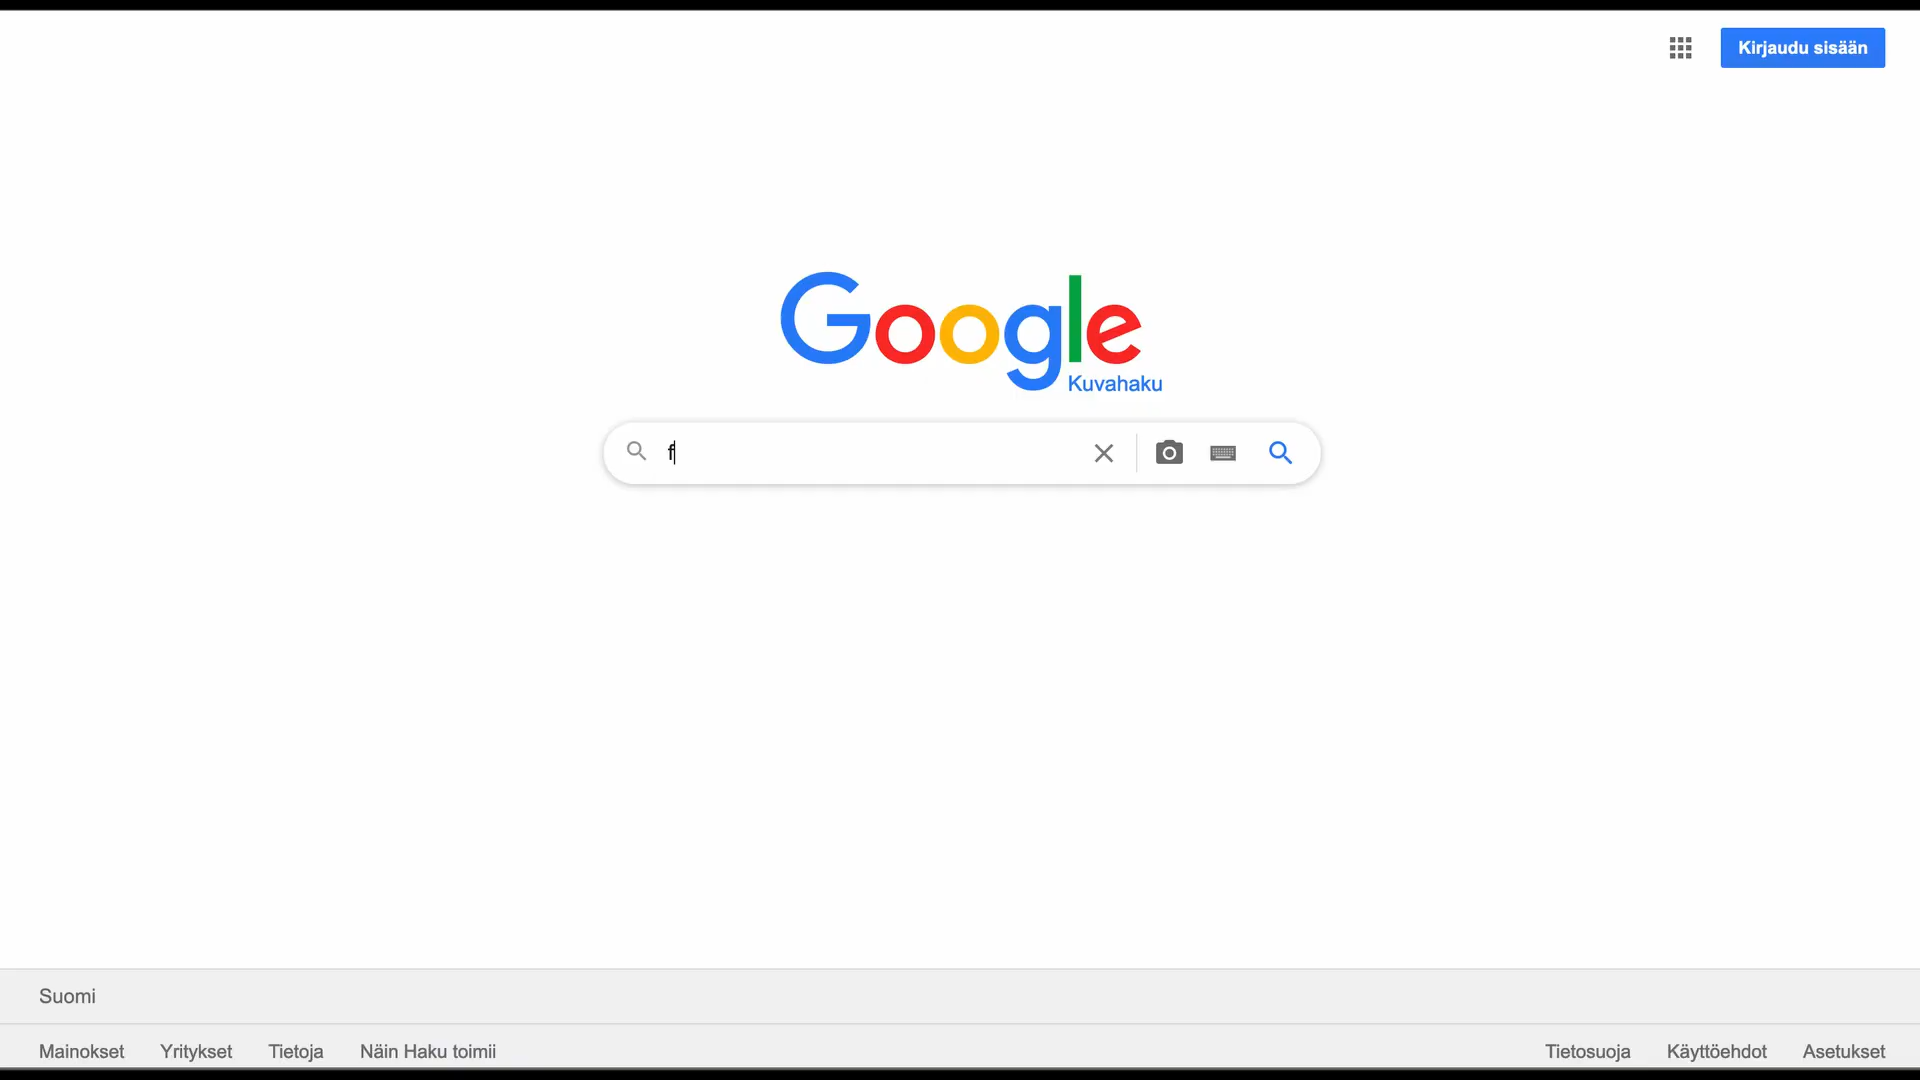 Kirjaudu sisään
Google
Kuvahaku
f
Suomi
Mainokset Yritykset Tietoja Näin Haku toimii Tietosuoja Käyttöehdot Asetukset